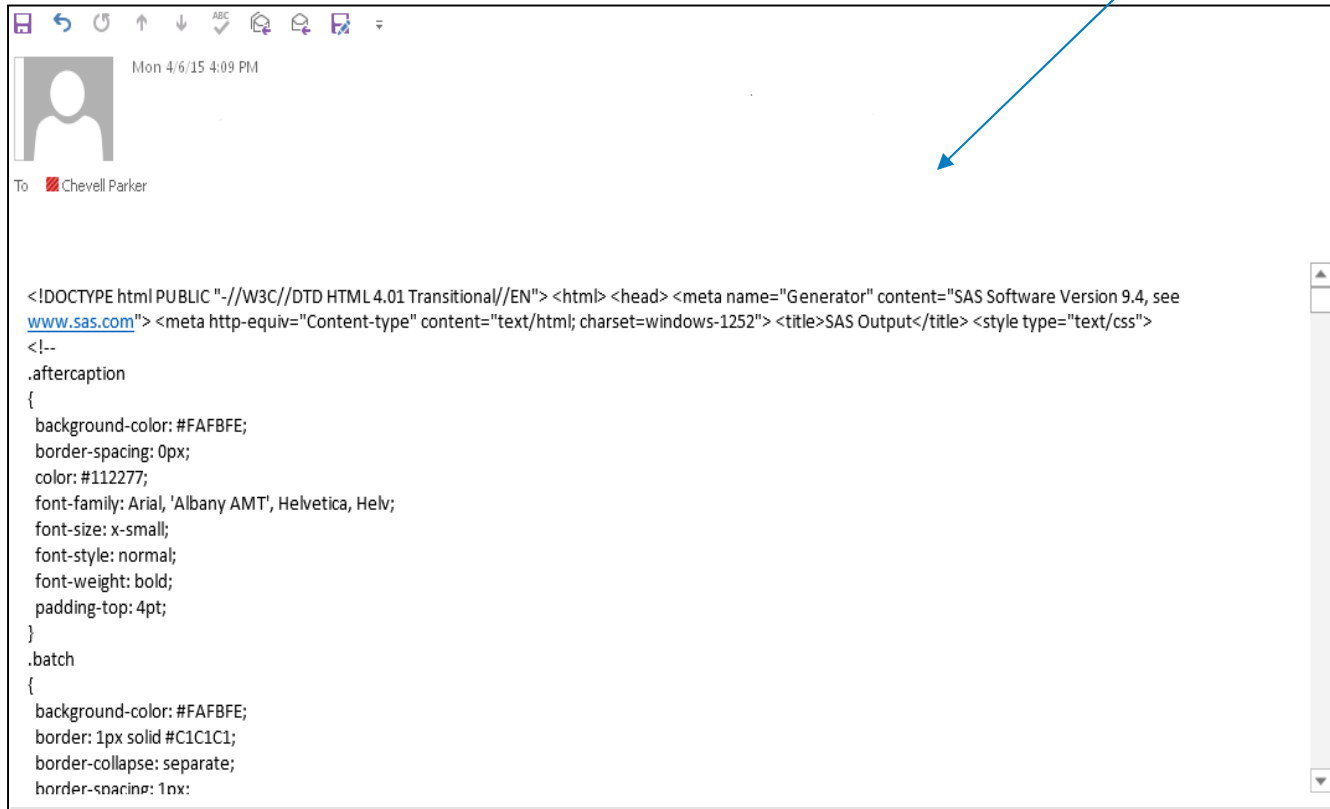 ABC
Mon 4/6/15 4:09 PM
To Chevell Parker
<!DOCTYPE html PUBLIC "-//W3C//DTD HTML 4.01 Transitional//EN"> <html> <head> <meta name="Generator" content="SAS Software Version 9.4, see
www.sas.com"> <meta http-equiv="Content-type" content="text/html; charset=windows-1252"> <title>SAS Output</title> <style type="text/css">
<!--
.aftercaption
{
background-color: #FAFBFE;
border-spacing: 0px;
color: #112277;
font-family: Arial, 'Albany AMT', Helvetica, Helv;
font-size: x-small;
font-style: normal;
font-weight: bold;
padding-top: 4pt;
}
.batch
{
background-color: #FAFBFE;
border: 1px solid #C1C1C1;
border-collapse: separate;
border-spacing: 1px;